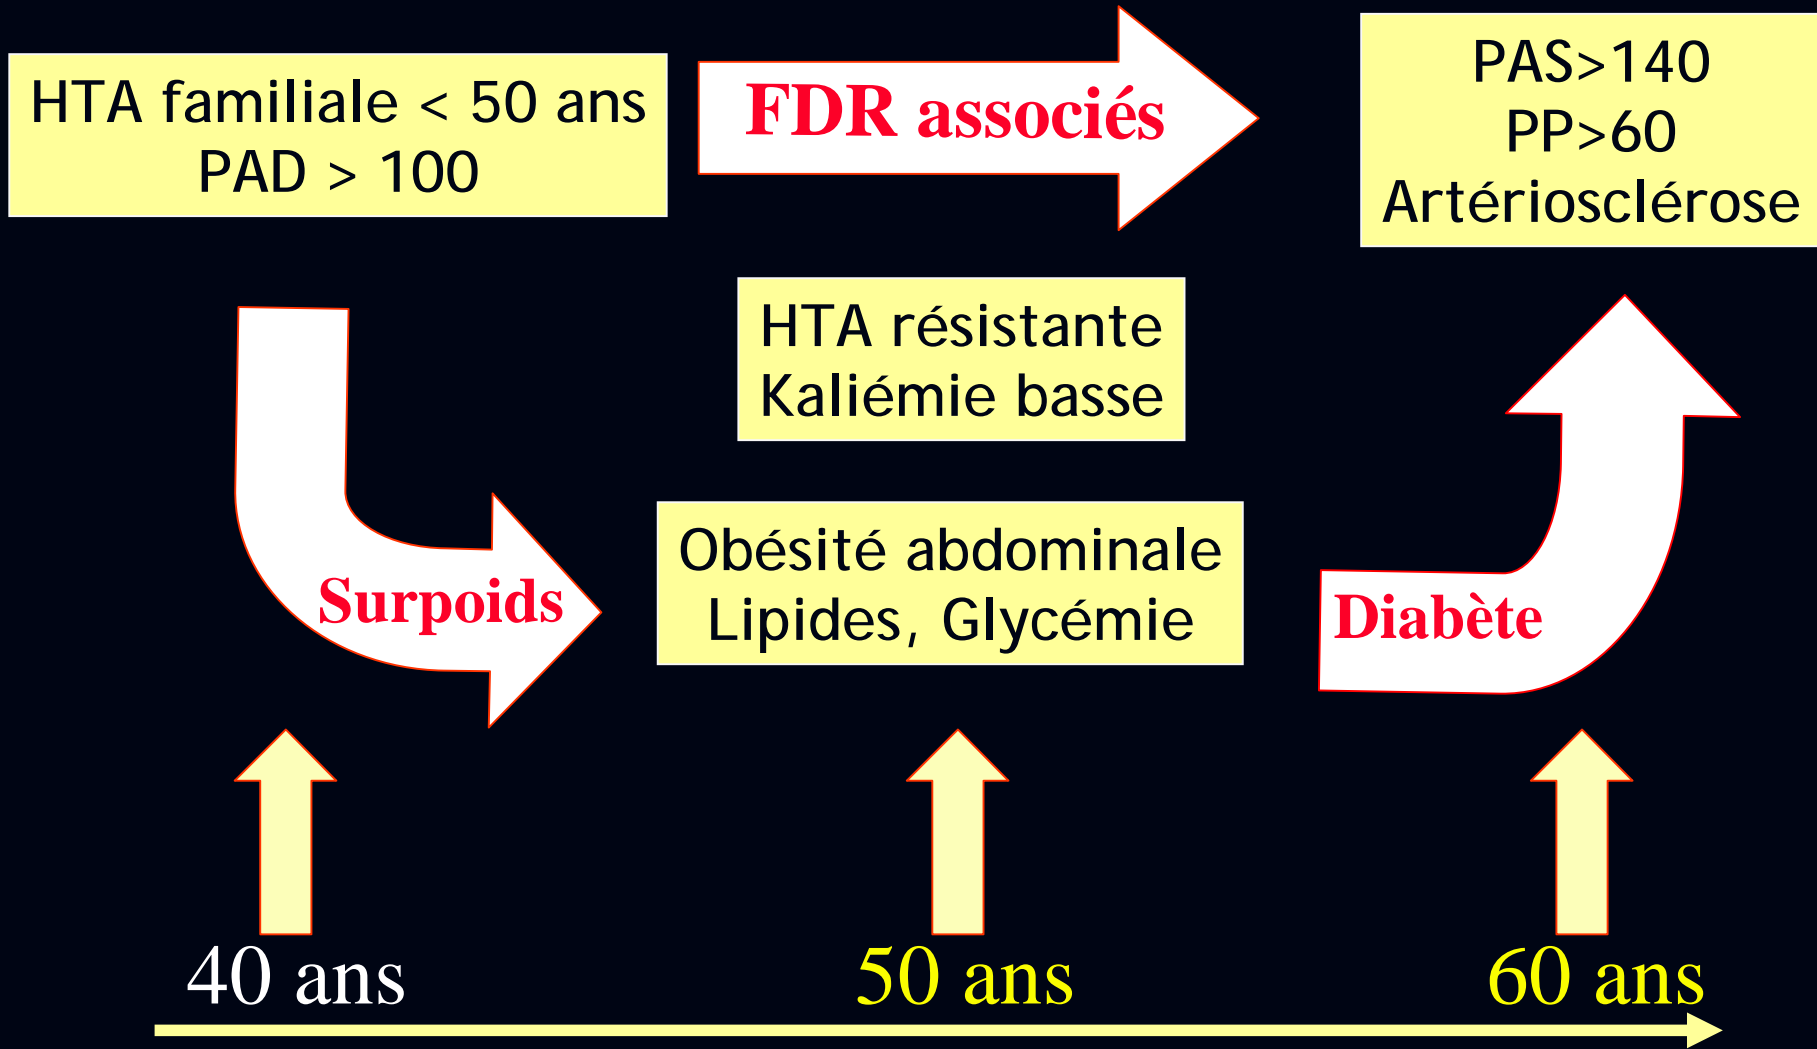 HTA familiale < 50 ans
PAD > 100
FDR associés
PAS>140
PP>60
Artériosclérose
HTA résistante
Kaliémie basse
Surpoids
Obésité abdominale
Lipides, Glycémie
Diabète
40 ans
50 ans
60 ans